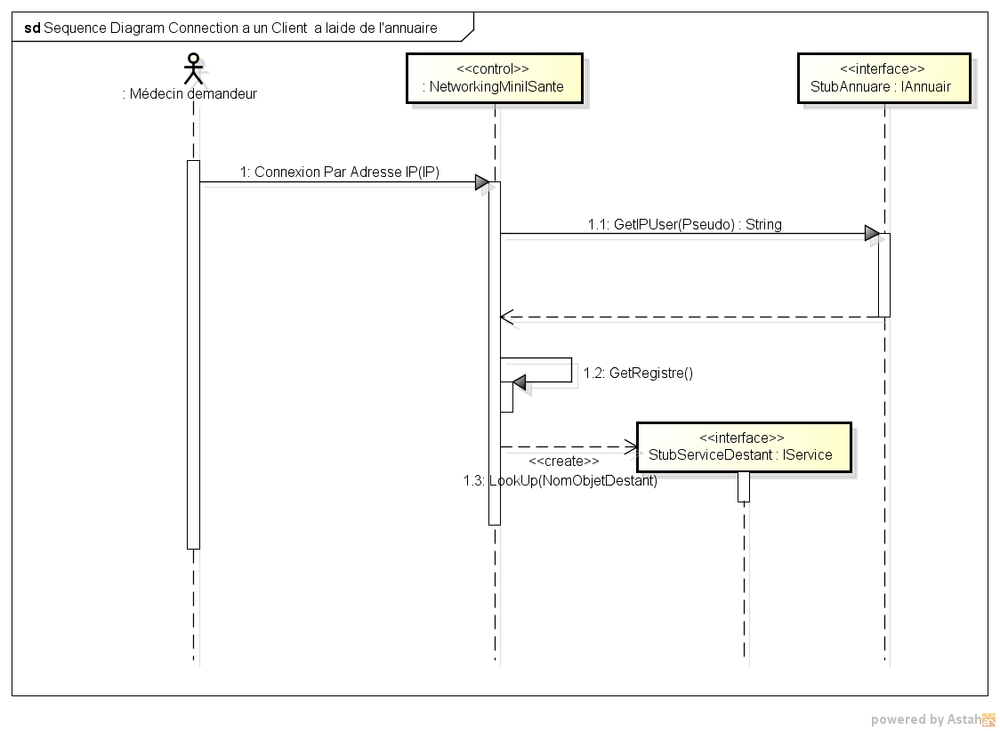 sd Sequence Diagram Connection a un Client a laide de l'annuaire
: Médecin demandeur
<<control>>
: NetworkingMiniISante
<<interface>>
StubAnnuare : IAnnuair
1: Connexion Par Adresse IP(IP)
1.1: GetIPUser(Pseudo) : String
1.2: GetRegistre()
<<interface>>
StubServiceDestant : IService
<<create>>
1.3: LookUp(NomObjetDestant)
powered by Astah